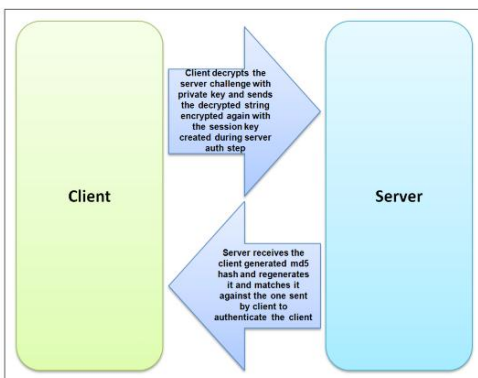 Client decrypts the
server challenge with
private key and sends
the decrypted string
encrypted again with
the session key
created during server
auth step
Client
Server
Server receives the
client generated md5
hash and regenerates
it and matches it
against the one sent
by client to
authenticate the client